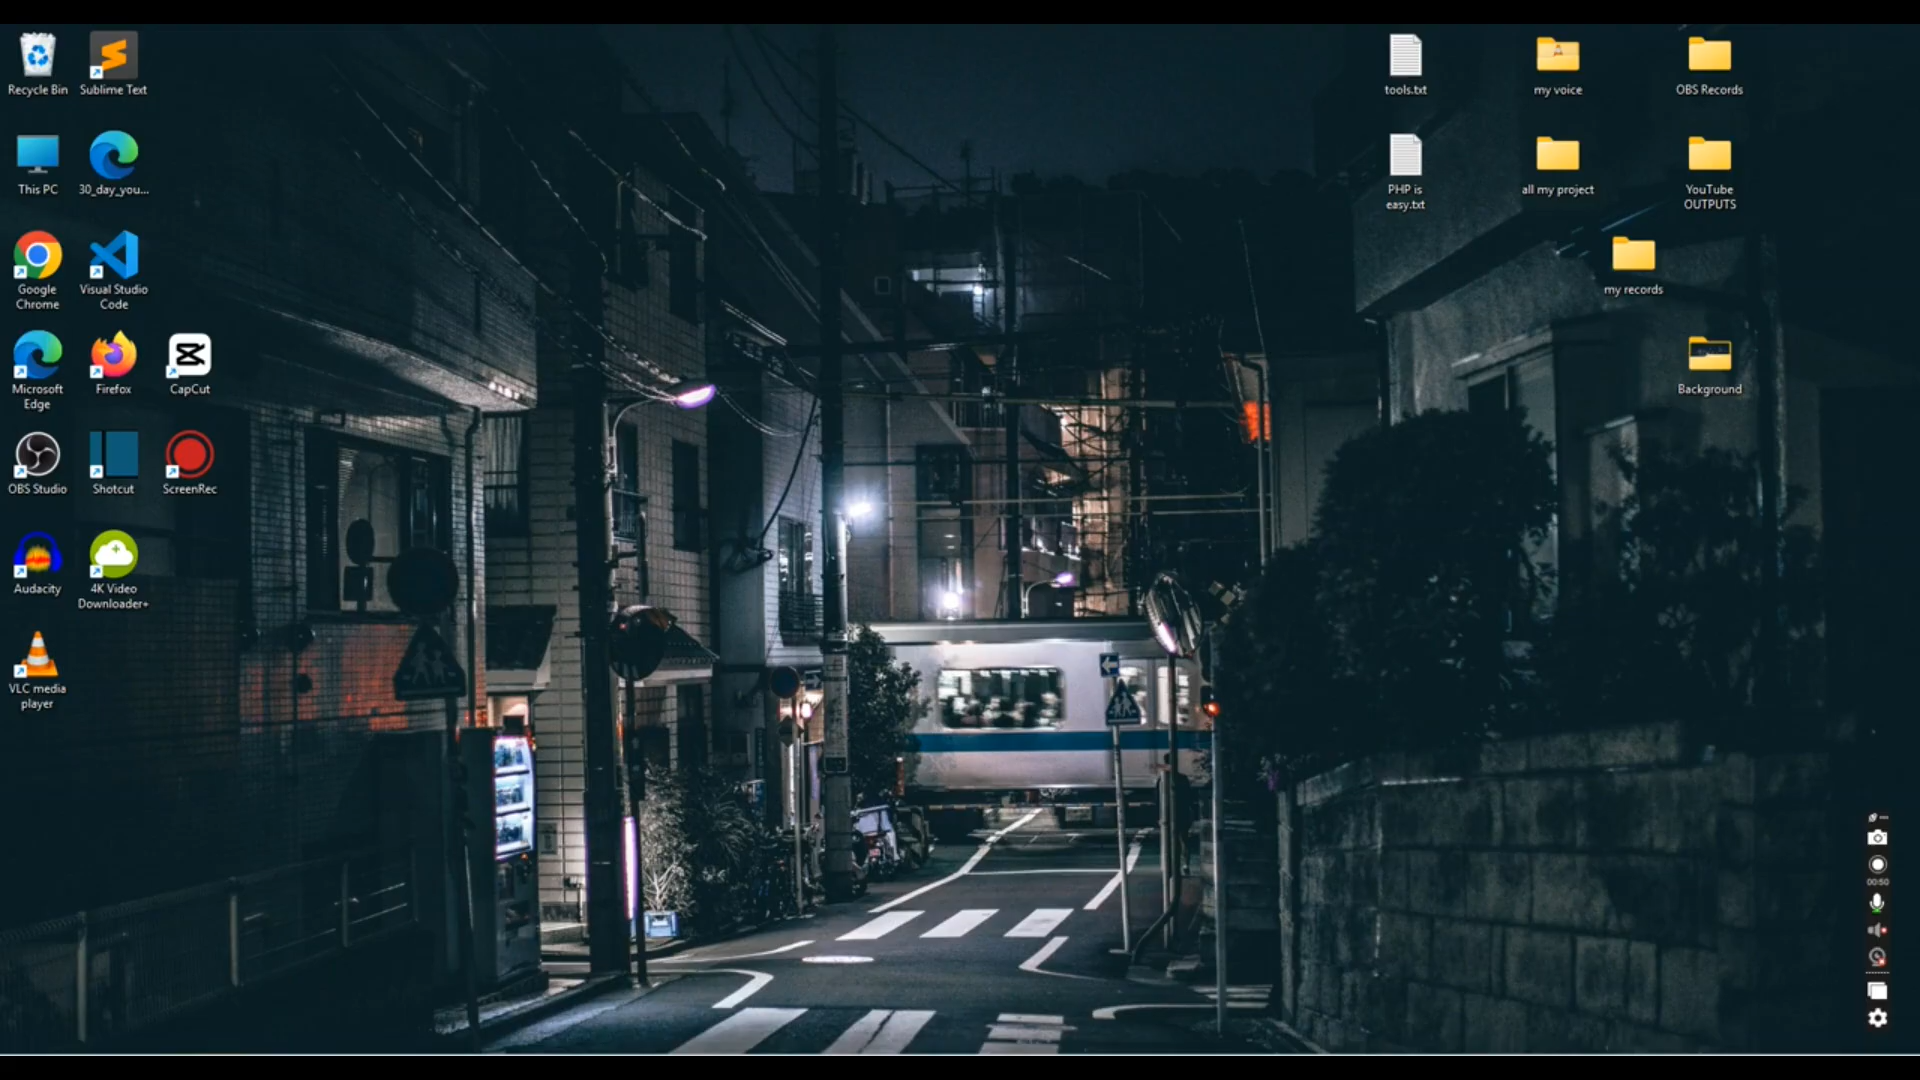 Recycle Bin
Sublime Text
This PC
30_day_you...
Google
Chrome
Visual Studio
Code
Microsoft
Edge
Firefox
CapCut
OBS Studio
Shotcut
ScreenRec
Audacity
4K Video
Downloader+
VLC media
player
tools.txt
my voice
OBS Records
PHP is
easy.txt
all my project
YouTube
OUTPUTS
my records
Background
00:50